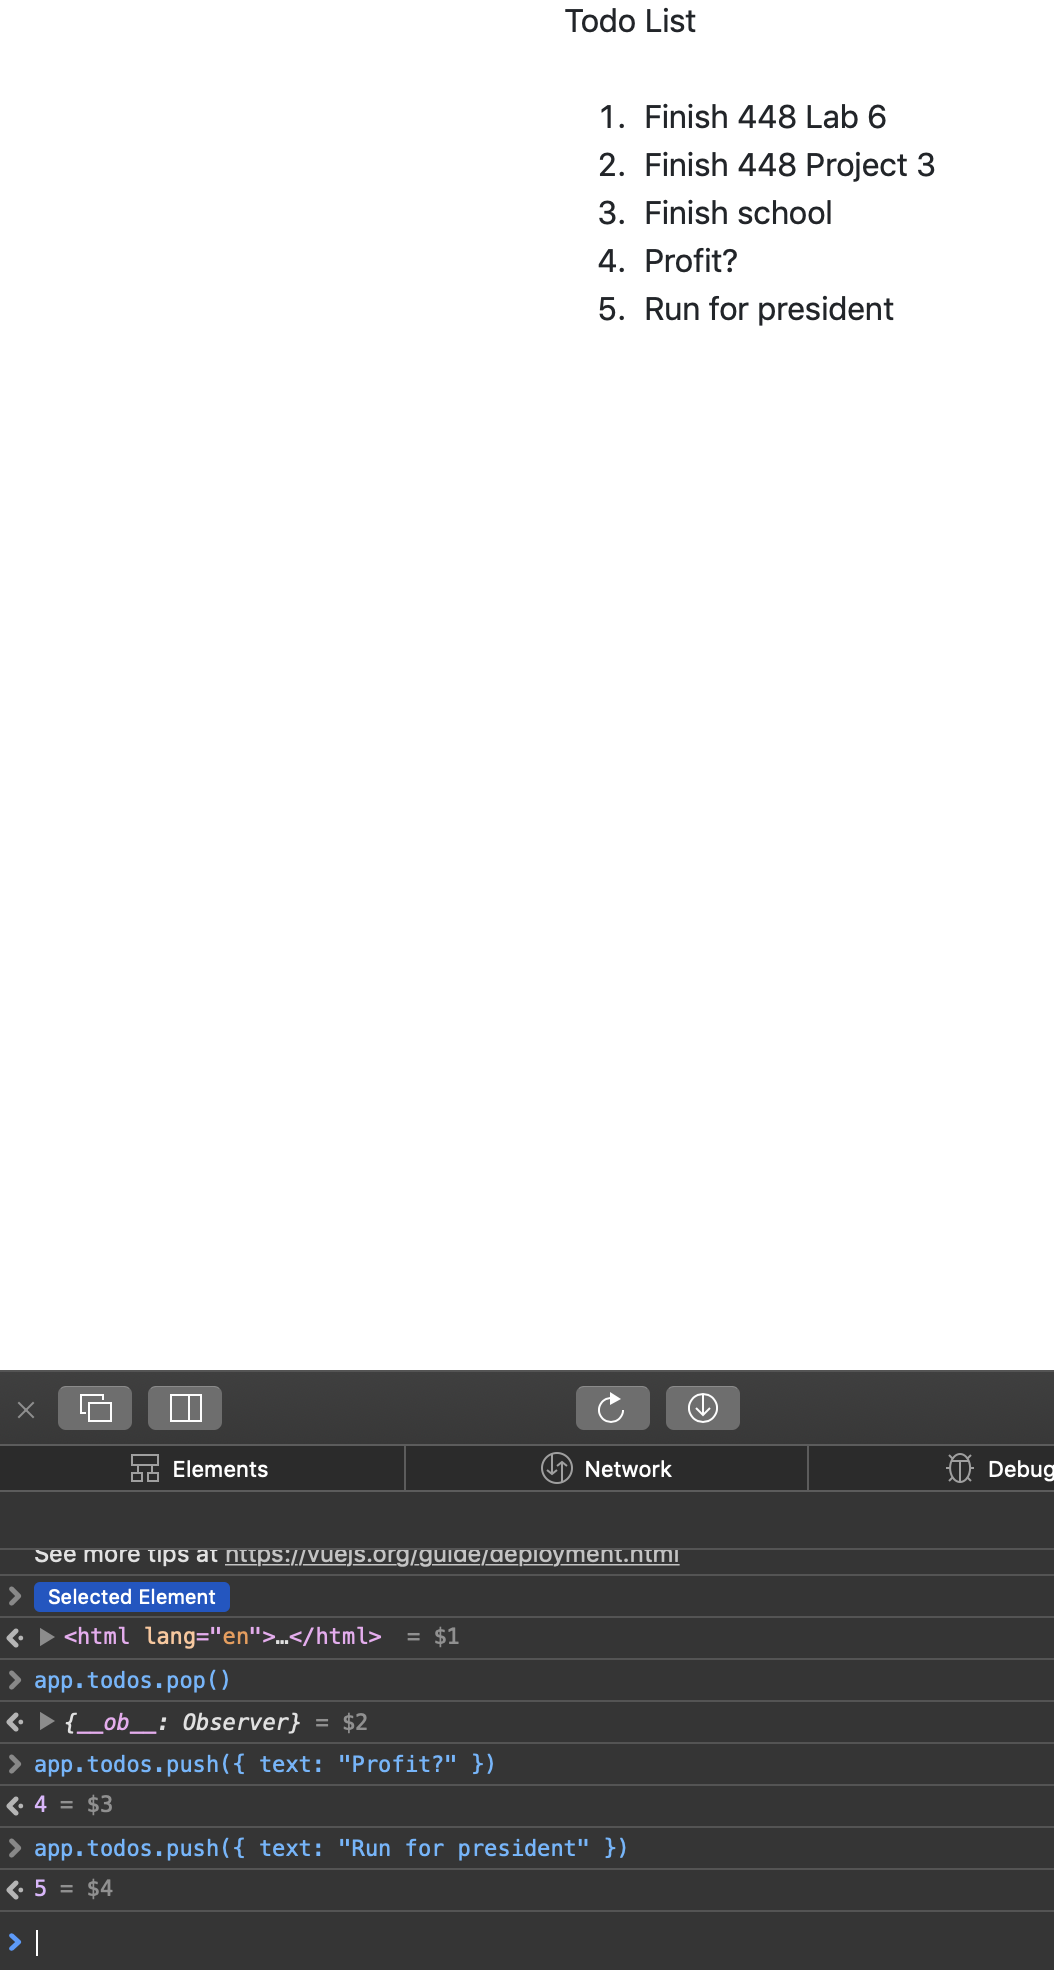 Todo List
1. Finish 448 Lab 6
2. Finish 448 Project 3
3. Finish school
4. Profit?
5. Run for president
Elements Network Debug
See more tips at https://vuejs.org/guide/deployment.html
Selected Element
<html lang="en">…</html> = $1
app.todos.pop()
{__ob__: Observer} = $2
app.todos.push({ text: "Profit?" })
4 = $3
app.todos.push({ text: "Run for president" })
5 = $4